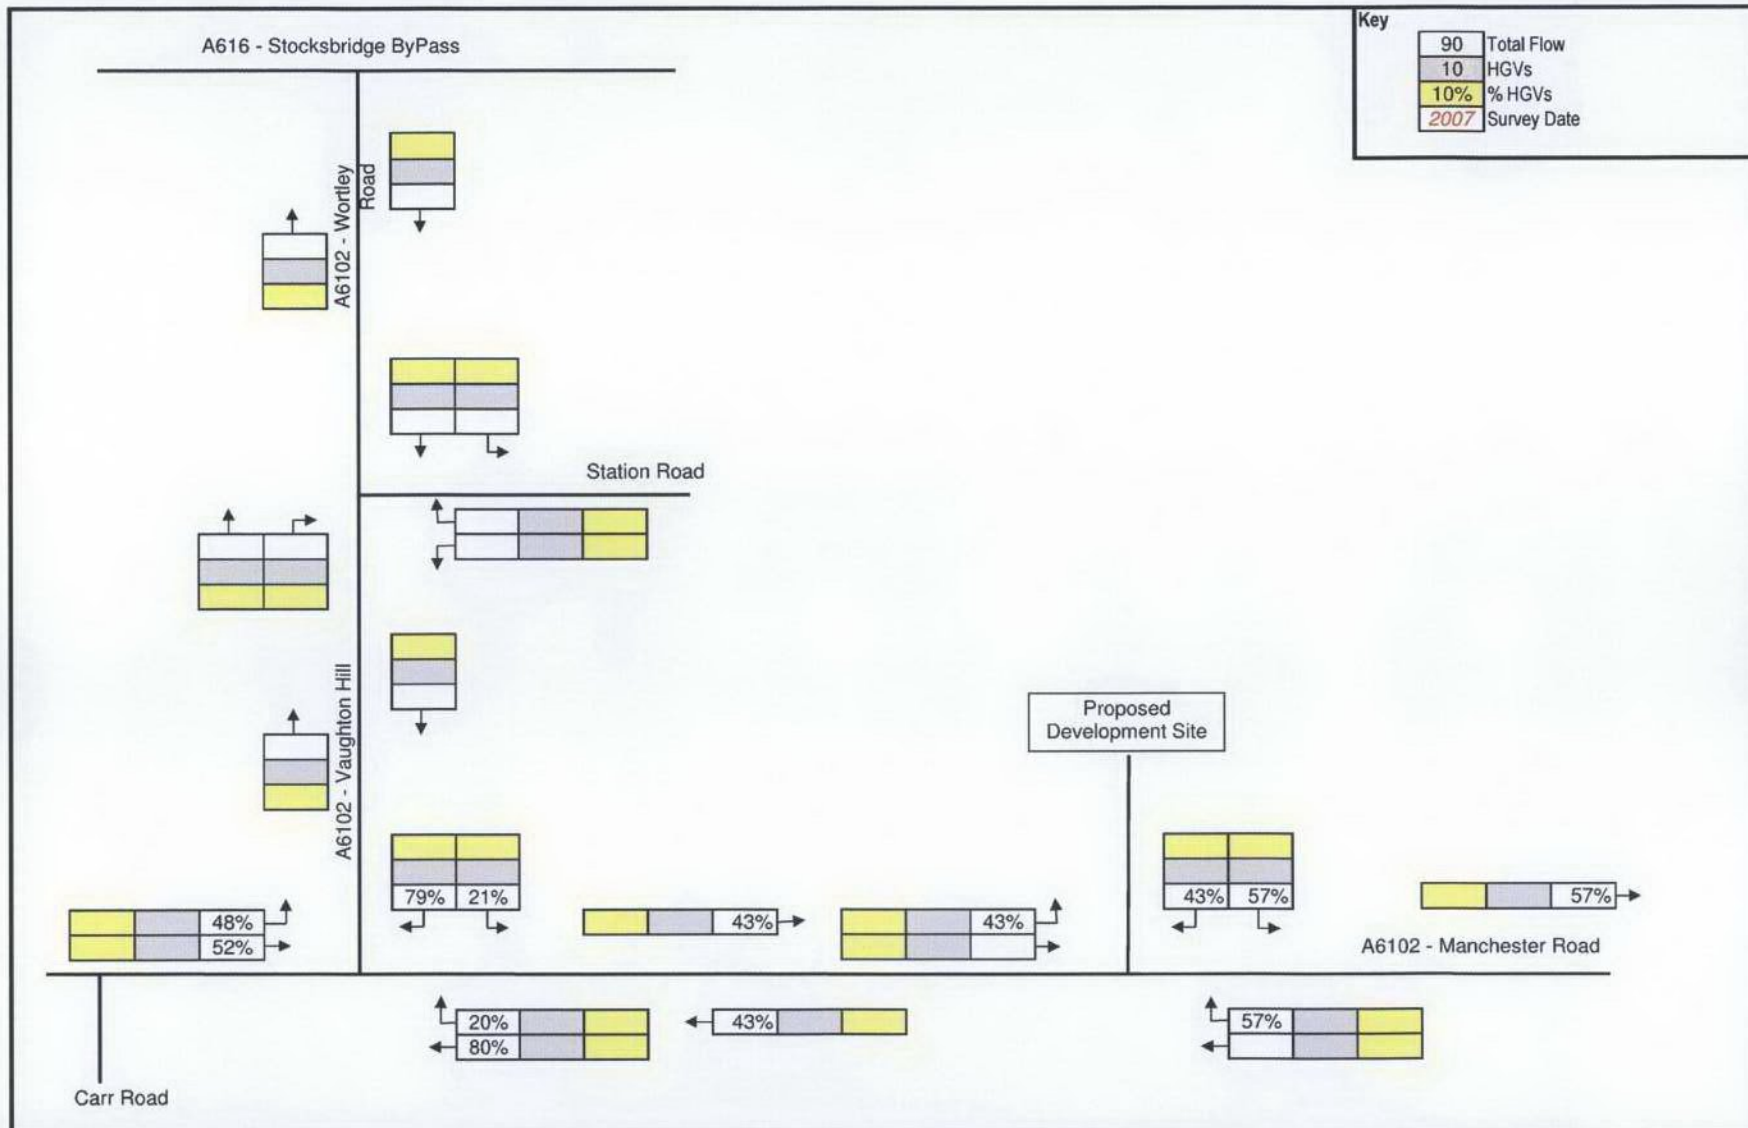 A616 - Stocksbridge ByPass
Key
90 Total Flow
10 HGVs
10% % HGVs
2007 Survey Date
A6102 - Wortley
Road
Station Road
A6102 - Vaughton Hill
Proposed
Development Site
79% 21%
43% 57%
48%
52%
43%
43%
57%
A6102 - Manchester Road
20%
80%
43%
57%
Carr Road